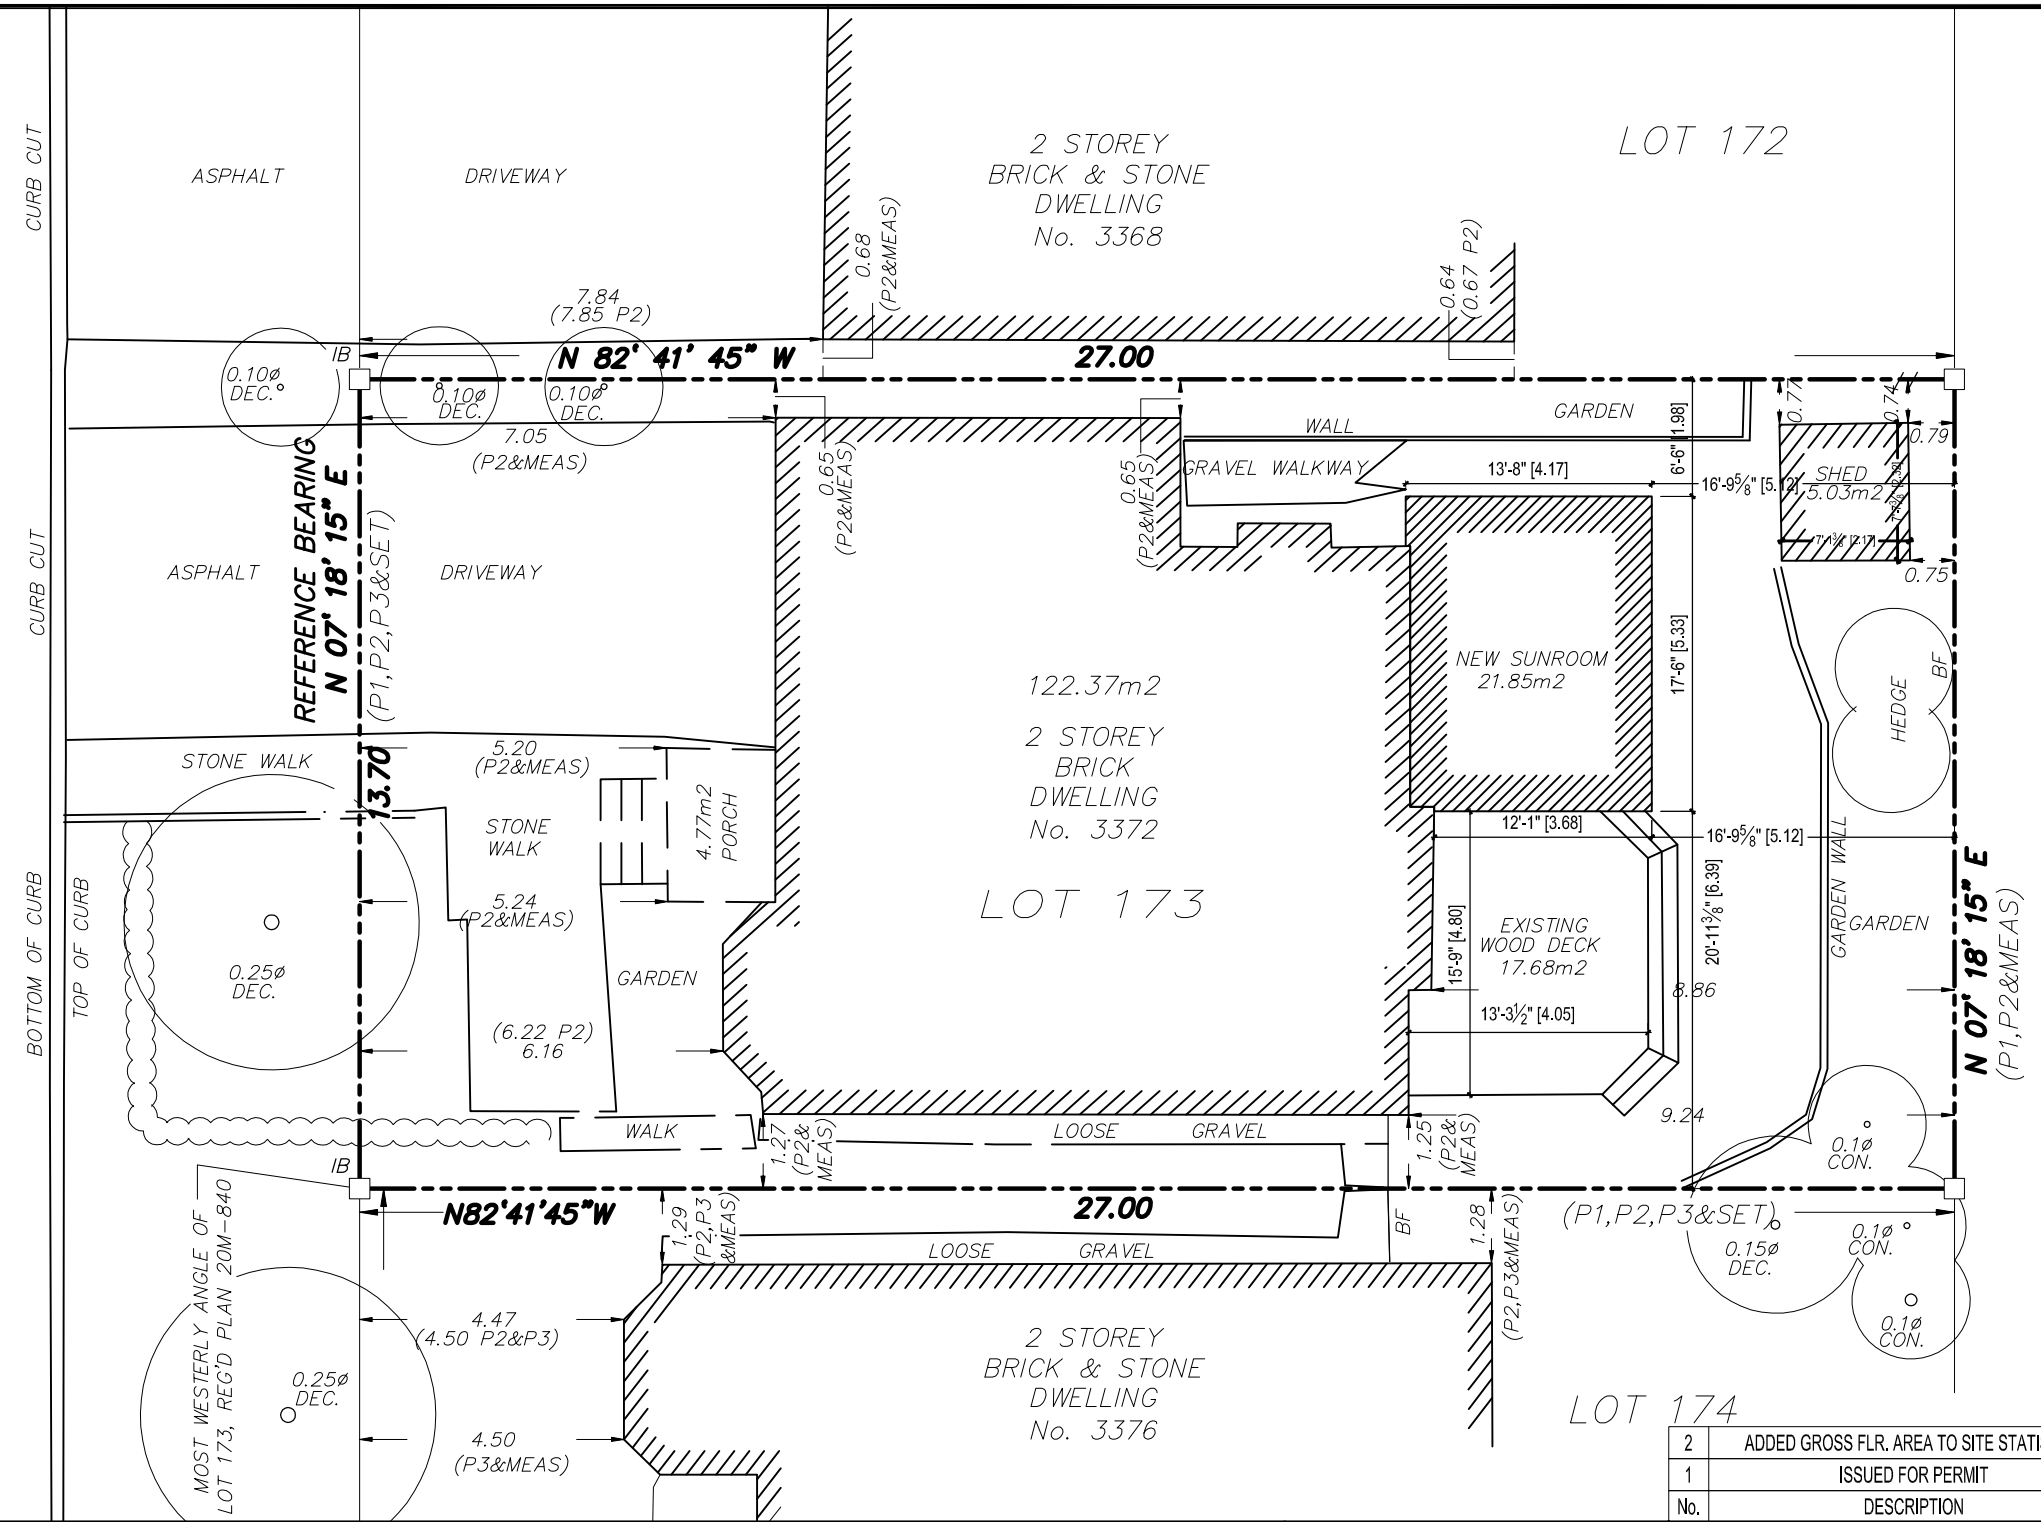 CURB CUT
ASPHALT
DRIVEWAY
2 STOREY
BRICK & STONE
DWELLING
No. 3368
LOT 172
0.68
(P2&MEAS)
0.64
(0.67 P2)
7.84
(7.85 P2)
IB
N 82° 41' 45" W
27.00
0.10ø
DEC.
0.10ø
DEC.
0.10ø
DEC.
7.05
(P2&MEAS)
0.65
(P2&MEAS)
0.65
(P2&MEAS)
WALL
GARDEN
GRAVEL WALKWAY
13'-8" [4.17]
6'-6" [1.98]
16'-9⅝" [5.12]
0.77
0.74
0.79
SHED
5.03m2
7'-1⅜" [2.17]
0.75
REFERENCE BEARING
N 07° 18' 15" E
(P1,P2,P3&SET)
13.70
CURB CUT
ASPHALT
DRIVEWAY
122.37m2
2 STOREY
BRICK
DWELLING
No. 3372
LOT 173
NEW SUNROOM
21.85m2
17'-6" [5.33]
HEDGE
BF
STONE WALK
5.20
(P2&MEAS)
STONE
WALK
4.77m2
PORCH
5.24
(P2&MEAS)
12'-1" [3.68]
16'-9⅝" [5.12]
15'-9" [4.80]
EXISTING
WOOD DECK
17.68m2
20'-11⅜" [6.39]
8.86
13'-3½" [4.05]
9.24
GARDEN WALL
GARDEN
N 07° 18' 15" E
(P1,P2&MEAS)
BOTTOM OF CURB
TOP OF CURB
0.25ø
DEC.
GARDEN
(6.22 P2)
6.16
WALK
1.27
(P2&
MEAS)
LOOSE GRAVEL
1.25
(P2&
MEAS)
0.1ø
CON.
IB
N82°41'45"W
27.00
(P1,P2,P3&SET)
1.29
(P2,P3
&MEAS)
LOOSE GRAVEL
BF
1.28
(P2,P3&MEAS)
0.15ø
DEC.
0.1ø
CON.
0.1ø
CON.
MOST WESTERLY ANGLE OF
LOT 173, REG'D PLAN 20M-840
4.47
(4.50 P2&P3)
0.25ø
DEC.
4.50
(P3&MEAS)
2 STOREY
BRICK & STONE
DWELLING
No. 3376
LOT 174
2 ADDED GROSS FLR. AREA TO SITE STATI
1 ISSUED FOR PERMIT
No. DESCRIPTION